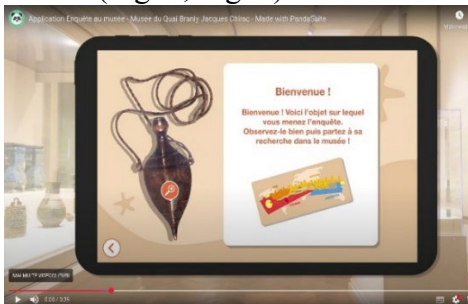 Application Enquête au musée - Musée du Quai Branly Jacques Chirac - Made with PandaSuite
Bienvenue !
Bienvenue ! Voici l'objet sur lequel
vous menez l'enquête.
Observez-le bien puis partez à sa
recherche dans le musée !